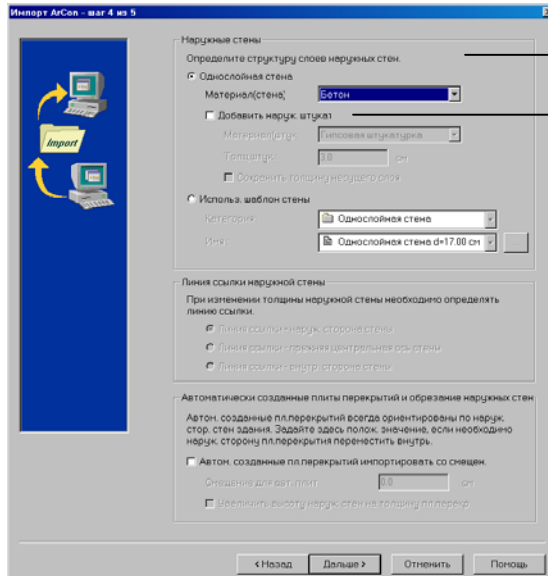 Импорт ArCon - шаг 4 из 5
Import
Наружные стены
Определите структуру слоев наружных стен.
Однослойная стена
Материал(стена)
Бетон
Добавить наруж. штукат
Материал(штук.
Гипсовая штукатурка
Толщ.штук.:
3.0
см
Сохранить толщину несущего слоя
Использ. шаблон стены
Категория:
Однослойная стена
Имя:
Однослойная стена d=17.00 см
Линия ссылки наружной стены
При изменении толщины наружной стены необходимо определять
линию ссылки.
Линия ссылки - наруж. сторона стены
Линия ссылки - прежняя центральная ось стены
Линия ссылки - внутр. сторона стены
Автоматически созданные плиты перекрытий и обрезание наружных стен
Автом. созданные пл.перекрытий всегда ориентированы по наруж.
стор. стен здания. Задайте здесь полож. значение, если необходимо
наруж. сторону пл.перекрытия переместить внутрь.
Автом. созданные пл.перекрытий импортировать со смещен.
Смещение для авт. плит
0.0
см
Увеличить высоту наруж. стен на толщину пл.перекр
< Назад
Дальше >
Отменить
Помощь